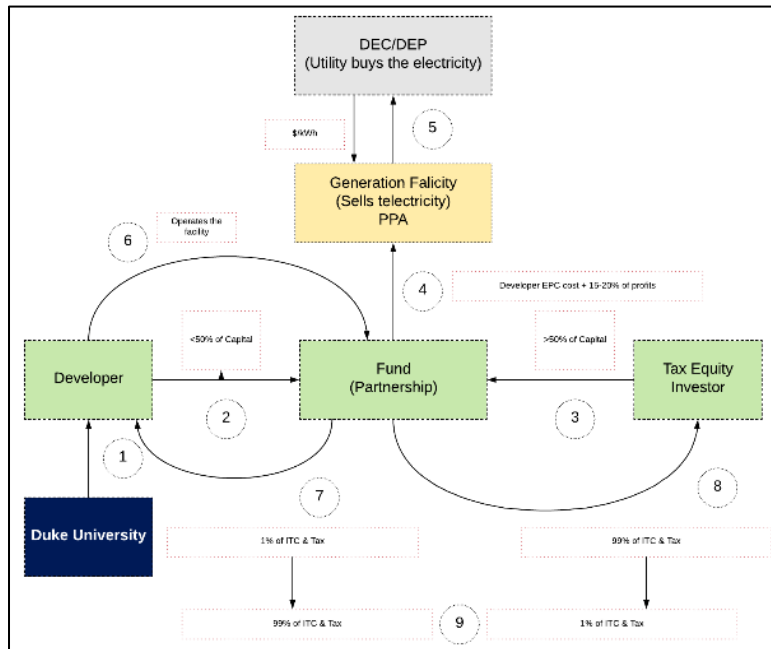 DEC/DEP
(Utility buys the electricity)
$/kWh
5
Generation Falicity
(Sells telectricity)
PPA
Operates the
facility
6
4
Developer EPC cost + 15-20% of profits
<50% of Capital
>50% of Capital
Developer
Fund
(Partnership)
Tax Equity
Investor
2
3
1
7
8
Duke University
1% of ITC & Tax
99% of ITC & Tax
99% of ITC & Tax
9
1% of ITC & Tax